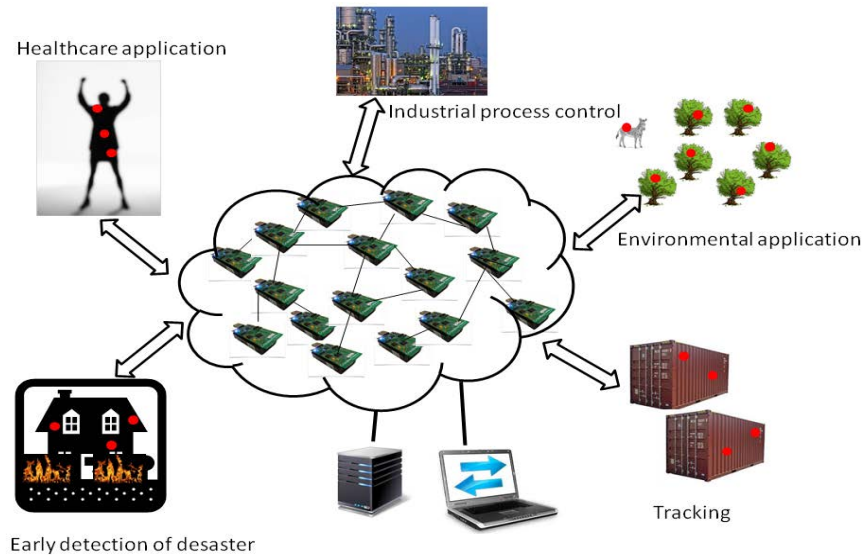 Healthcare application
Industrial process control
Environmental application
Tracking
Early detection of desaster